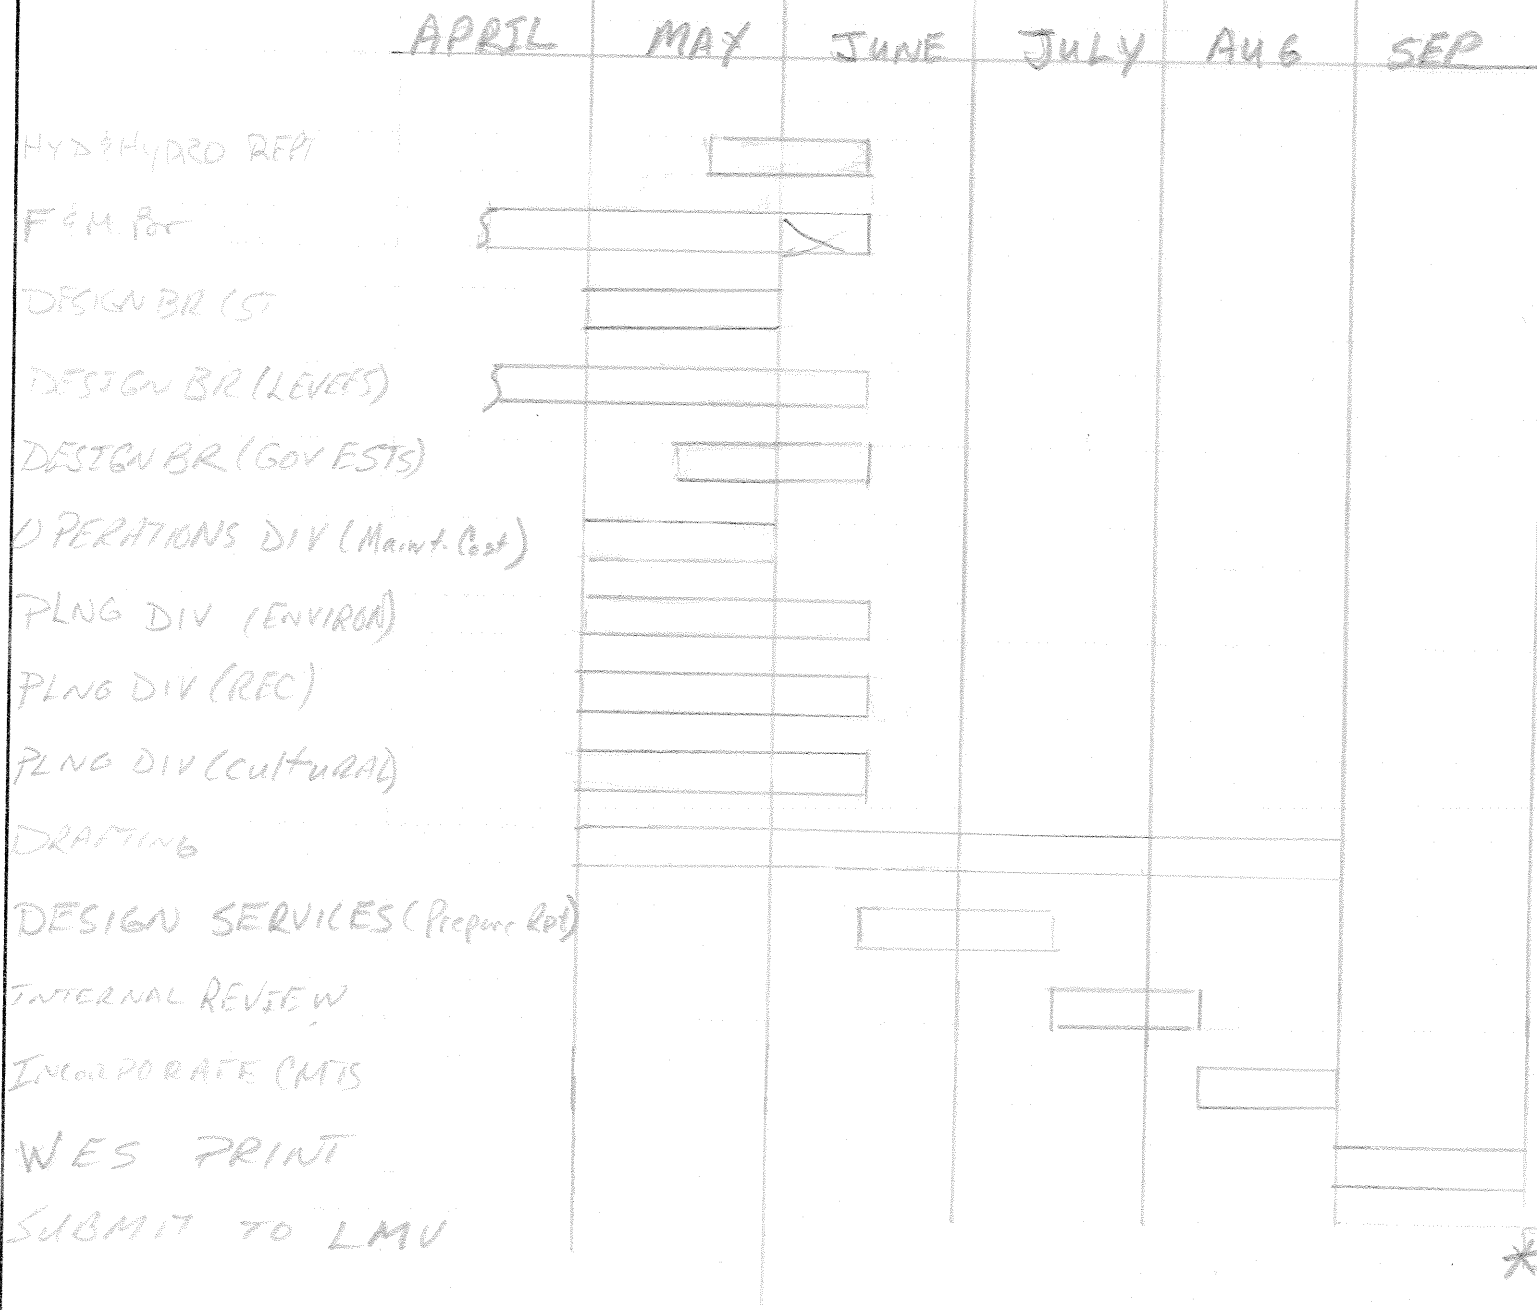 APRIL MAY JUNE JULY AUG SEP
HYD & HYDRO REPT
F & M
DESIGN BR (ST
DESIGN BR (LEVEES)
DESIGN BR (GOV ESTS)
OPERATIONS DIV (Maint. Cost)
PLNG DIV (ENVIRON)
PLNG DIV (REC)
PLNG DIV (CultuRAL)
DRAFTING
DESIGN SERVICES (Prepare Rpt)
INTERNAL REVIEW
INCORPORATE CMTS
WES PRINT
SUBMIT TO LMV
*